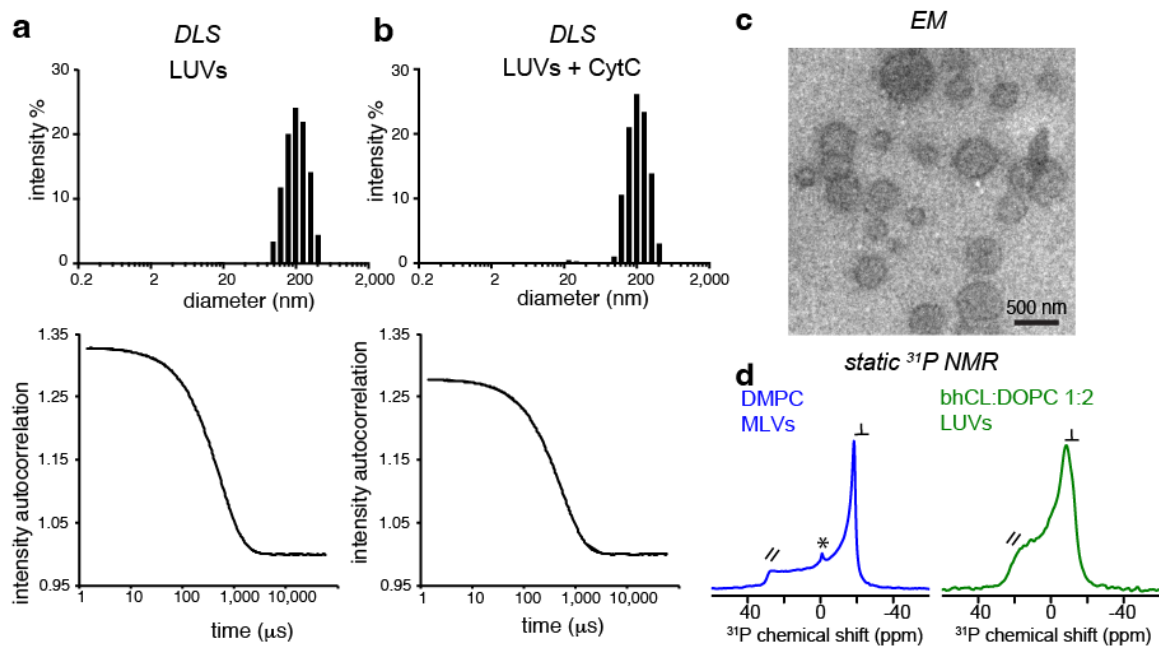 a
DLS
LUVs
30
20
10
0
intensity %
0.2
2
20
200
2,000
diameter (nm)
1.35
1.25
1.15
1.05
0.95
intensity autocorrelation
1
10
100
1,000
10,000
time (μs)
b
DLS
LUVs + CytC
30
20
10
0
intensity %
0.2
2
20
200
2,000
diameter (nm)
1.35
1.25
1.15
1.05
0.95
intensity autocorrelation
1
10
100
1,000
10,000
time (μs)
c
EM
500 nm
d
static ³¹P NMR
DMPC
MLVs
//
*
⊥
40
0
-40
³¹P chemical shift (ppm)
bhCL:DOPC 1:2
LUVs
//
⊥
40
0
-40
³¹P chemical shift (ppm)